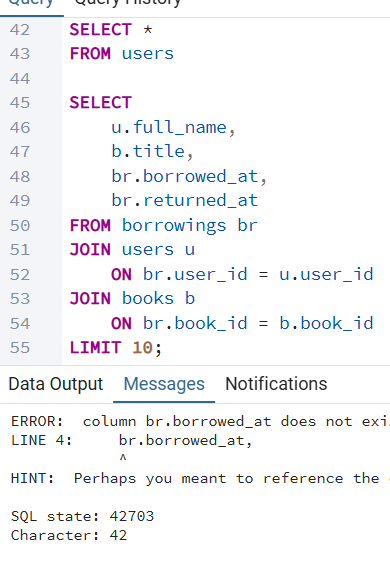 Query Query History
42 SELECT *
43 FROM users
44
45 SELECT
46 u.full_name,
47 b.title,
48 br.borrowed_at,
49 br.returned_at
50 FROM borrowings br
51 JOIN users u
52 ON br.user_id = u.user_id
53 JOIN books b
54 ON br.book_id = b.book_id
55 LIMIT 10;
Data Output Messages Notifications
ERROR: column br.borrowed_at does not
LINE 4: br.borrowed_at,
^
HINT: Perhaps you meant to reference the
SQL state: 42703
Character: 42